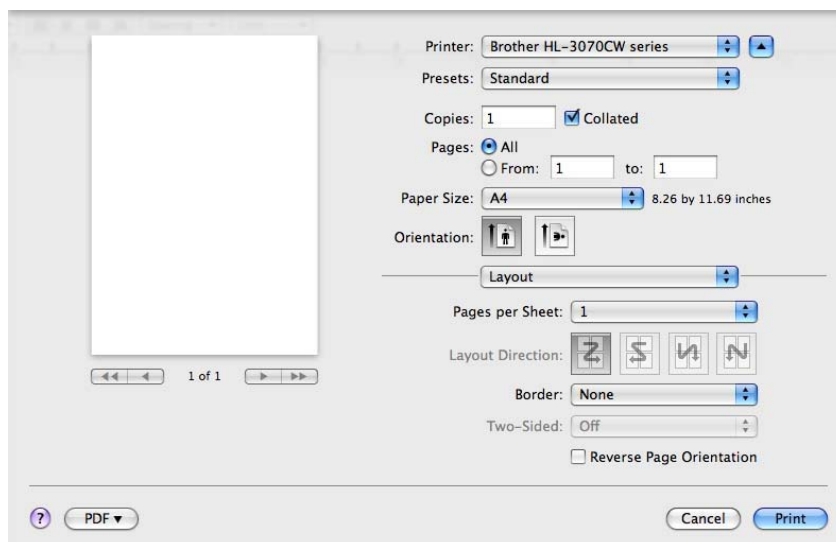 Printer: Brother HL-3070CW series
Presets: Standard
Copies: 1 Collated
Pages: All
From: 1 to: 1
Paper Size: A4 8.26 by 11.69 inches
Orientation:
Layout
Pages per Sheet: 1
Layout Direction:
1 of 1
Border: None
Two-Sided: Off
Reverse Page Orientation
? PDF Cancel Print